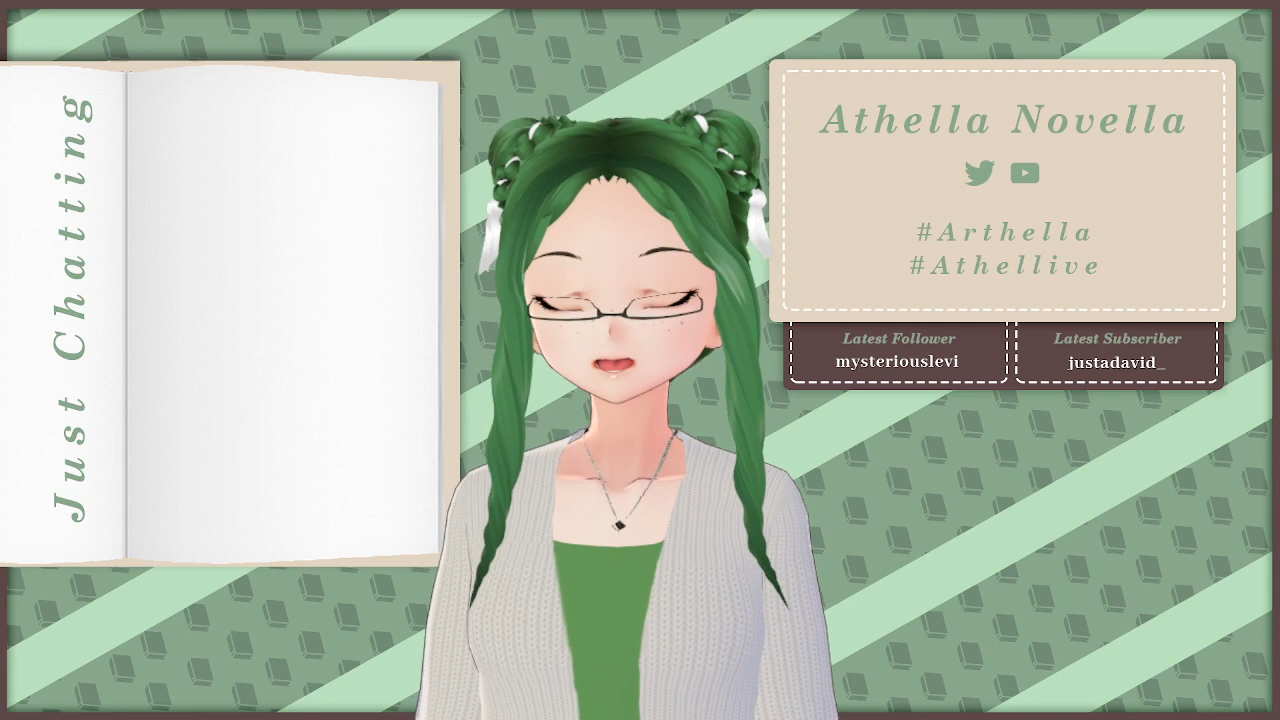 Just Chatting
Athella Novella
#Arthella
#Athellive
Latest Follower
mysteriouslevi
Latest Subscriber
justadavid_